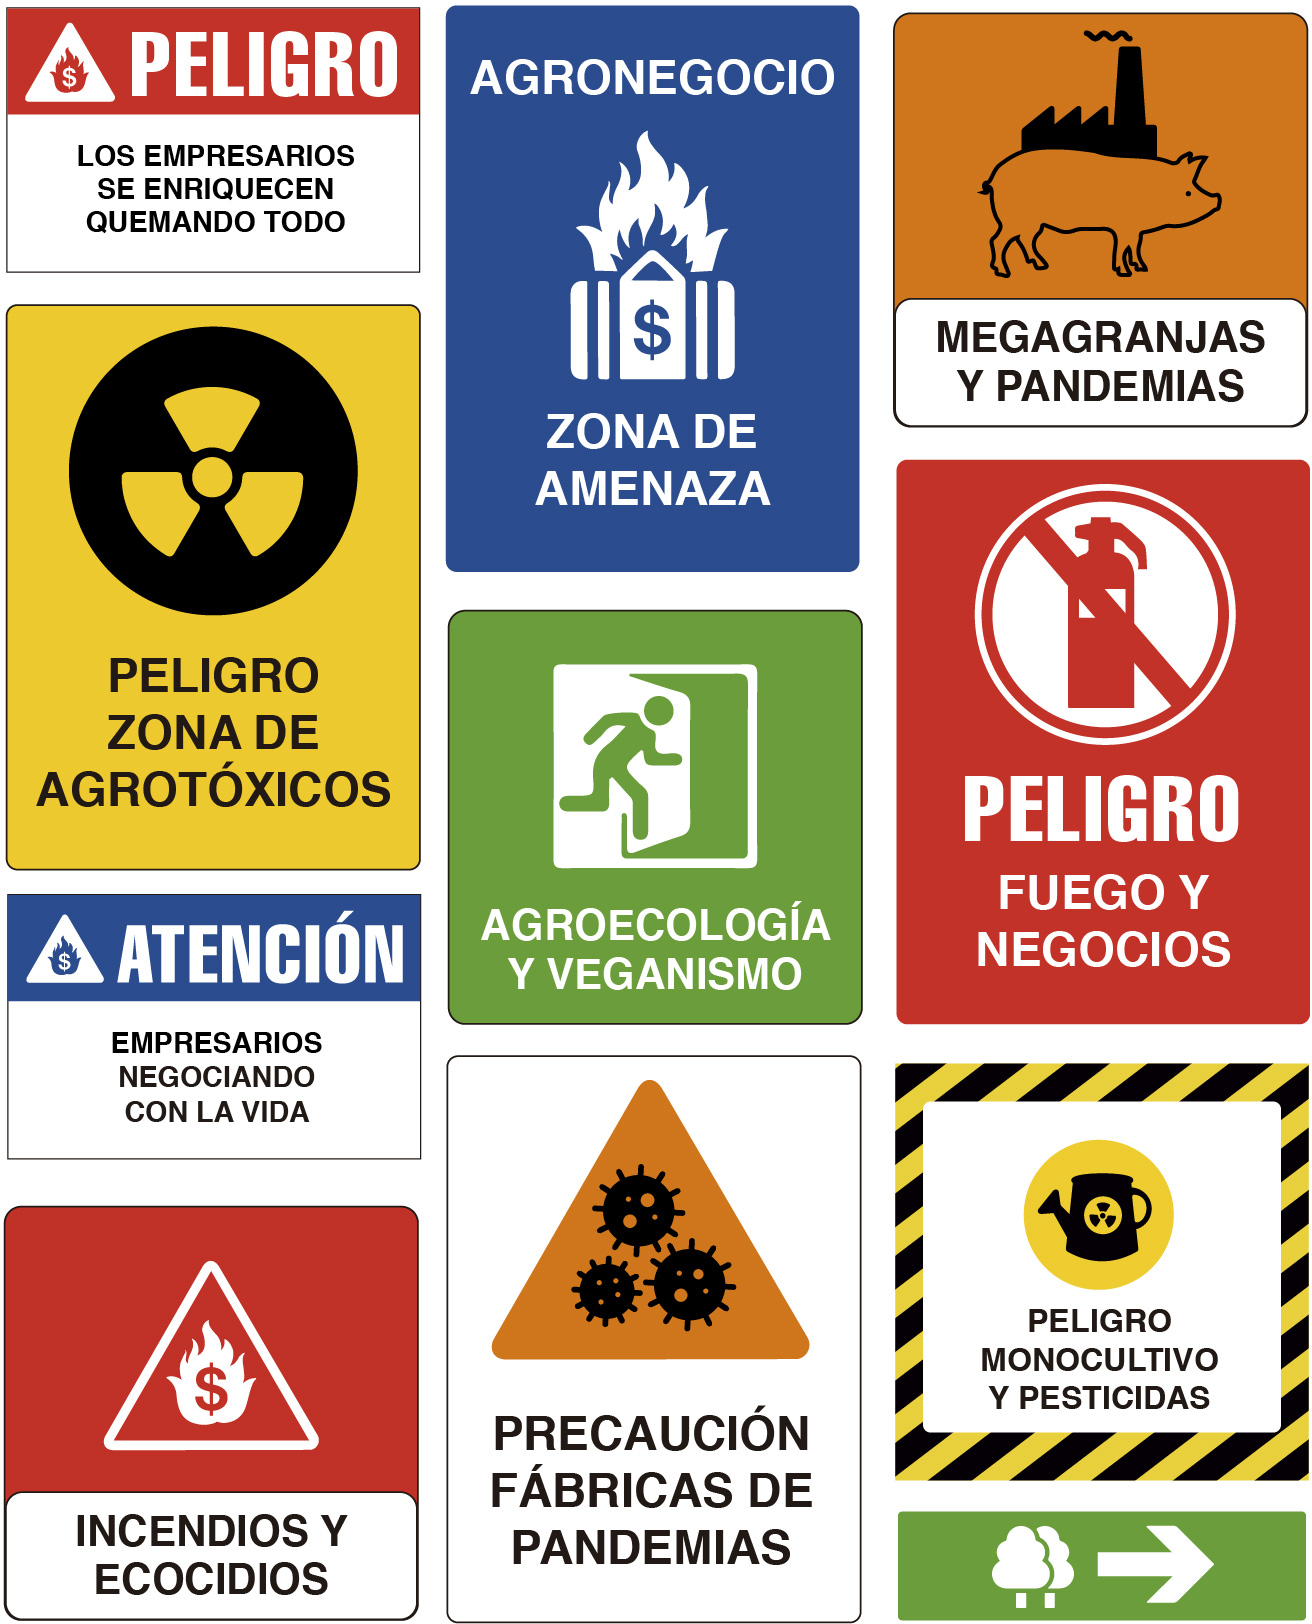 $
PELIGRO
LOS EMPRESARIOS
SE ENRIQUECEN
QUEMANDO TODO
PELIGRO
ZONA DE
AGROTÓXICOS
$
ATENCIÓN
EMPRESARIOS
NEGOCIANDO
CON LA VIDA
$
INCENDIOS Y
ECOCIDIOS
AGRONEGOCIO
$
ZONA DE
AMENAZA
AGROECOLOGÍA
Y VEGANISMO
PRECAUCIÓN
FÁBRICAS DE
PANDEMIAS
MEGAGRANJAS
Y PANDEMIAS
PELIGRO
FUEGO Y
NEGOCIOS
PELIGRO
MONOCULTIVO
Y PESTICIDAS